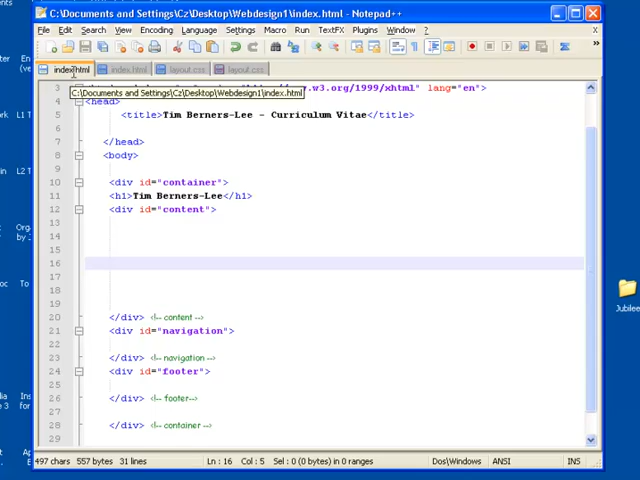 C:\Documents and Settings\Cz\Desktop\Webdesign1\index.html - Notepad++
File Edit Search View Encoding Language Settings Macro Run TextFX Plugins Window ?
index.html index.html layout.css layout.css
C:\Documents and Settings\Cz\Desktop\Webdesign1\index.html
.w3.org/1999/xhtml" lang="en">
3
4 <head>
5 <title>Tim Berners-Lee - Curriculum Vitae</title>
6
7 </head>
8 <body>
9
10 <div id="container">
11 <h1>Tim Berners-Lee</h1>
12 <div id="content">
13
14
15
16
17
18
19
20 </div> <!-- content -->
21 <div id="navigation">
22
23 </div> <!-- navigation -->
24 <div id="footer">
25
26 </div> <!-- footer-->
27
28 </div> <!-- container -->
29
497 chars 557 bytes 31 lines Ln : 16 Col : 5 Sel : 0 (0 bytes) in 0 ranges Dos\Windows ANSI INS
L1 T
L2 T
Org
by J
To
Jubilee